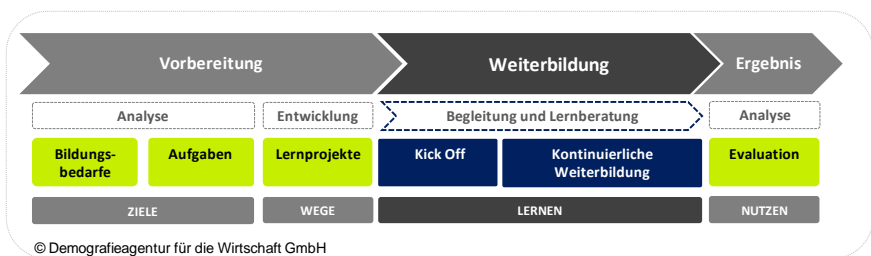 Vorbereitung
Weiterbildung
Ergebnis
Analyse
Entwicklung
Begleitung und Lernberatung
Analyse
Bildungs-
bedarfe
Aufgaben
Lernprojekte
Kick Off
Kontinuierliche
Weiterbildung
Evaluation
ZIELE
WEGE
LERNEN
NUTZEN
© Demografieagentur für die Wirtschaft GmbH